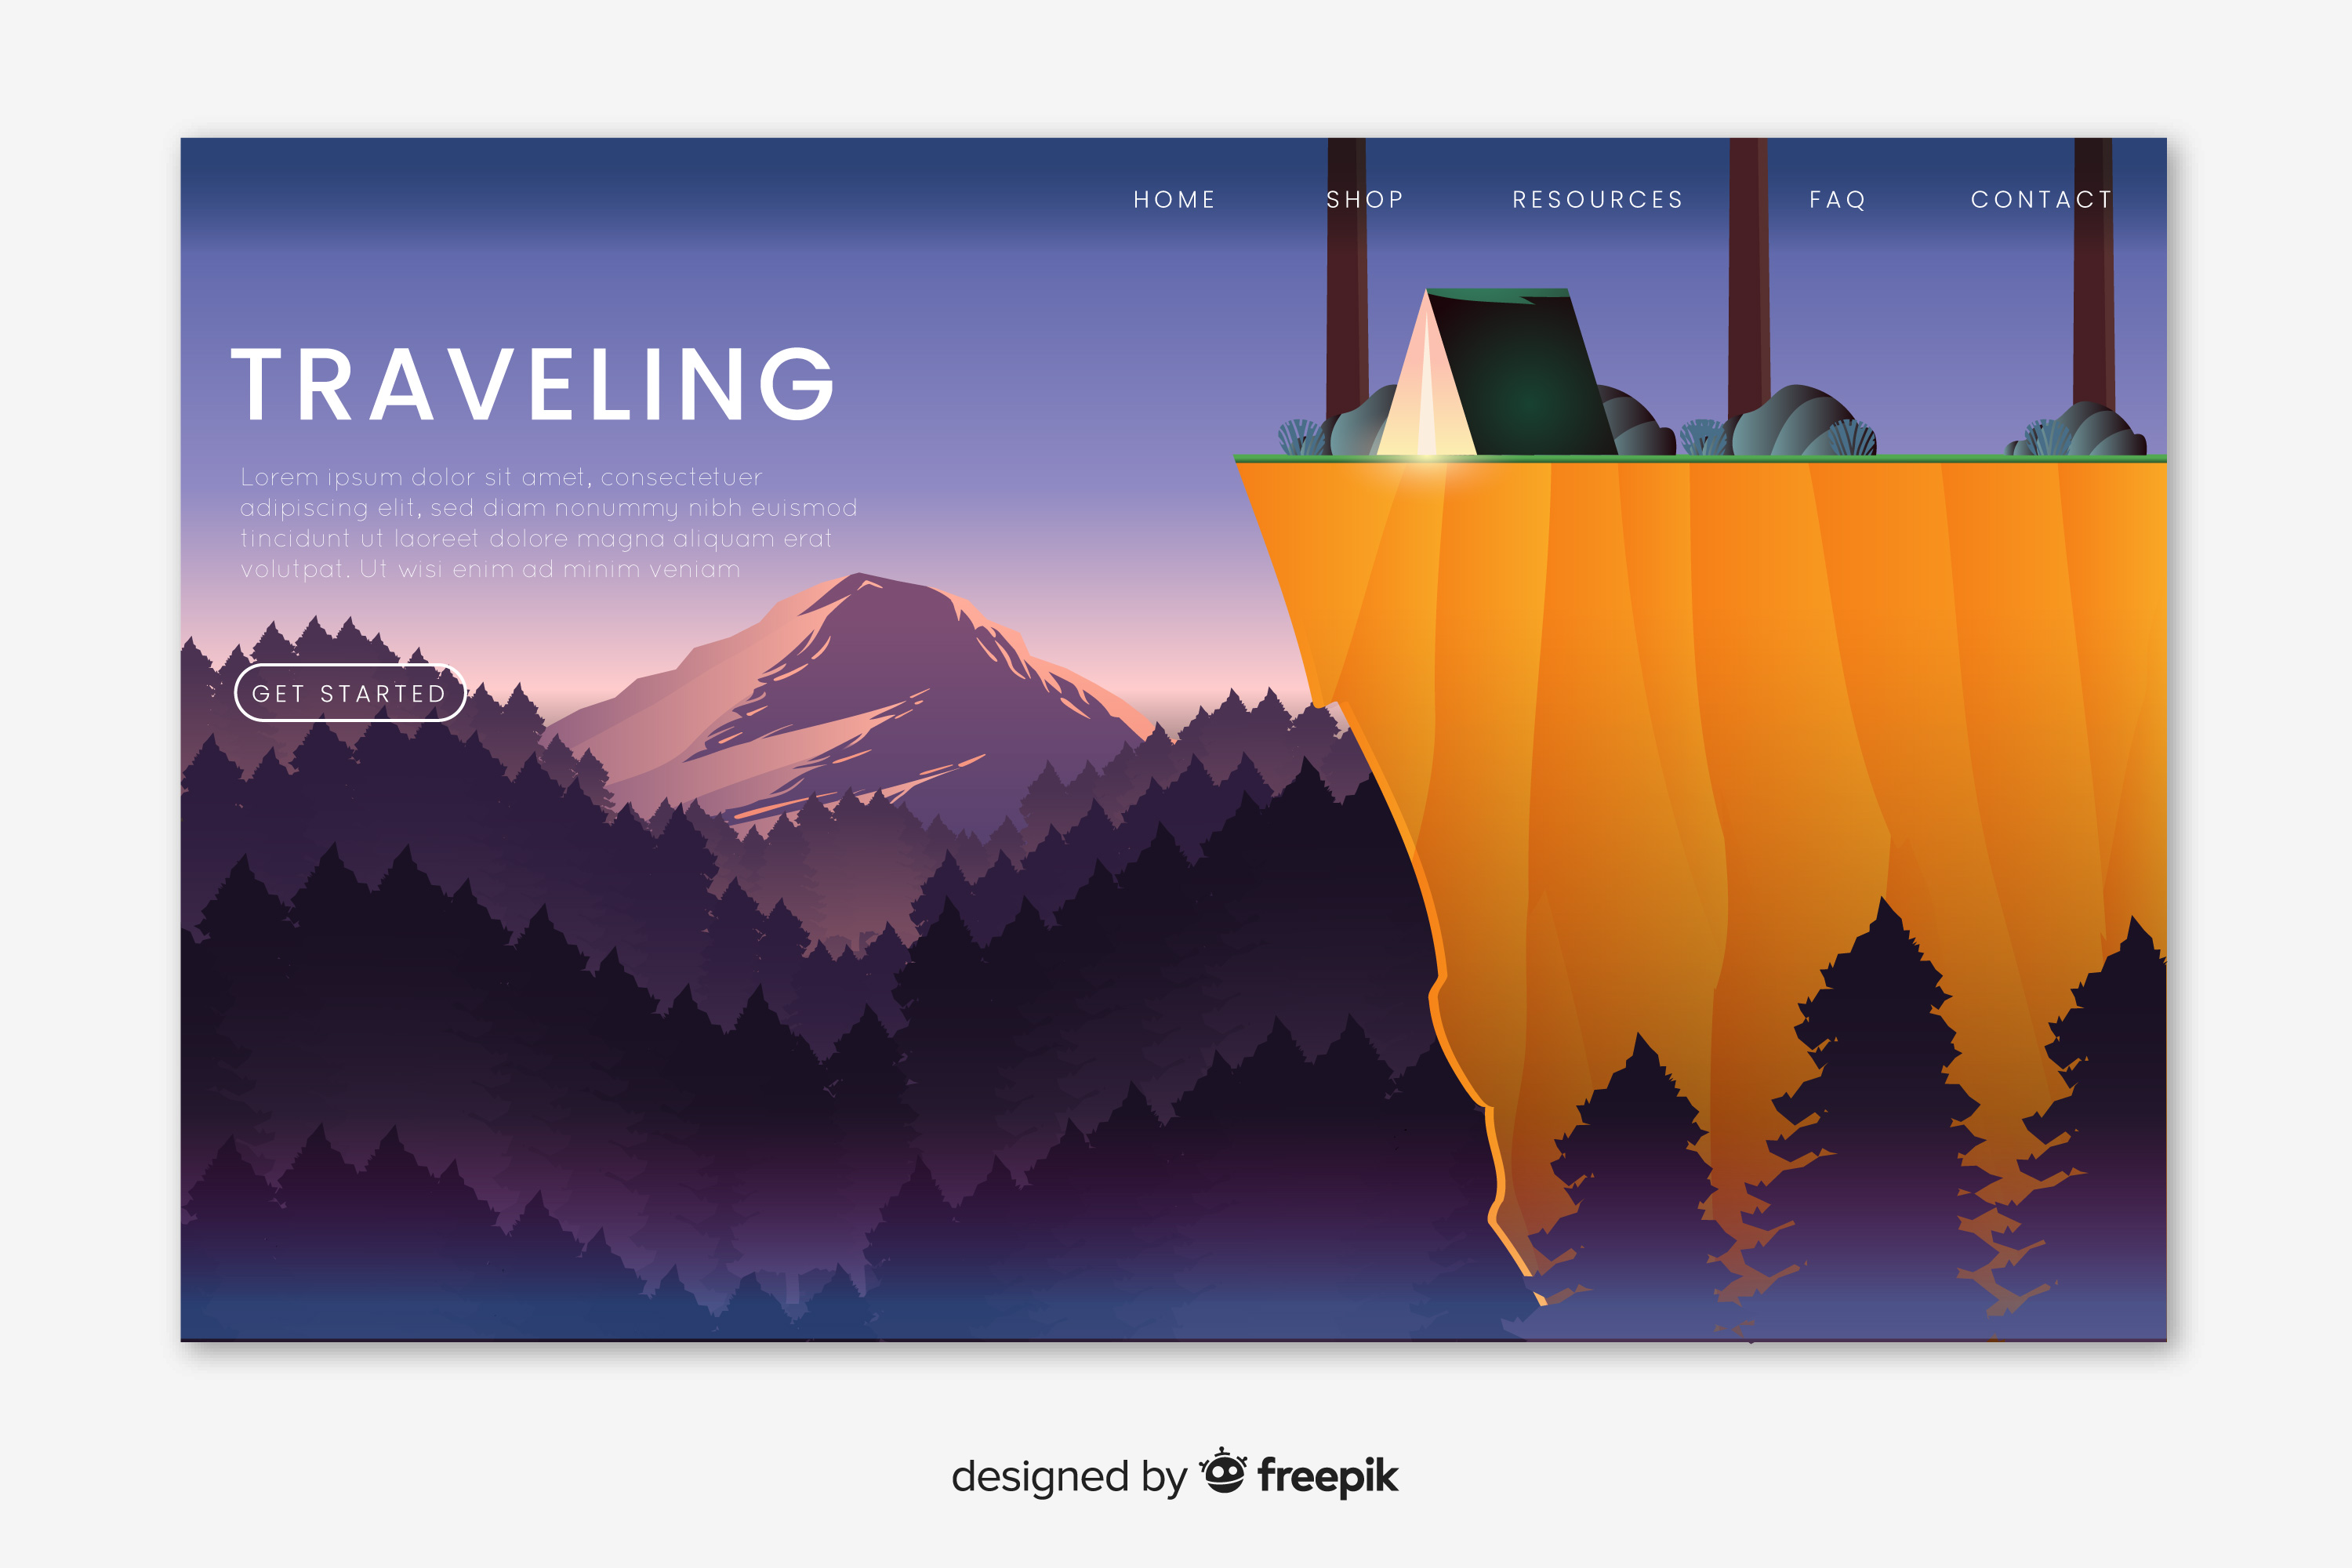 HOME SHOP RESOURCES FAQ CONTACT
TRAVELING
Lorem ipsum dolor sit amet, consectetuer
adipiscing elit, sed diam nonummy nibh euismod
tincidunt ut laoreet dolore magna aliquam erat
volutpat. Ut wisi enim ad minim veniam
GET STARTED
designed by freepik